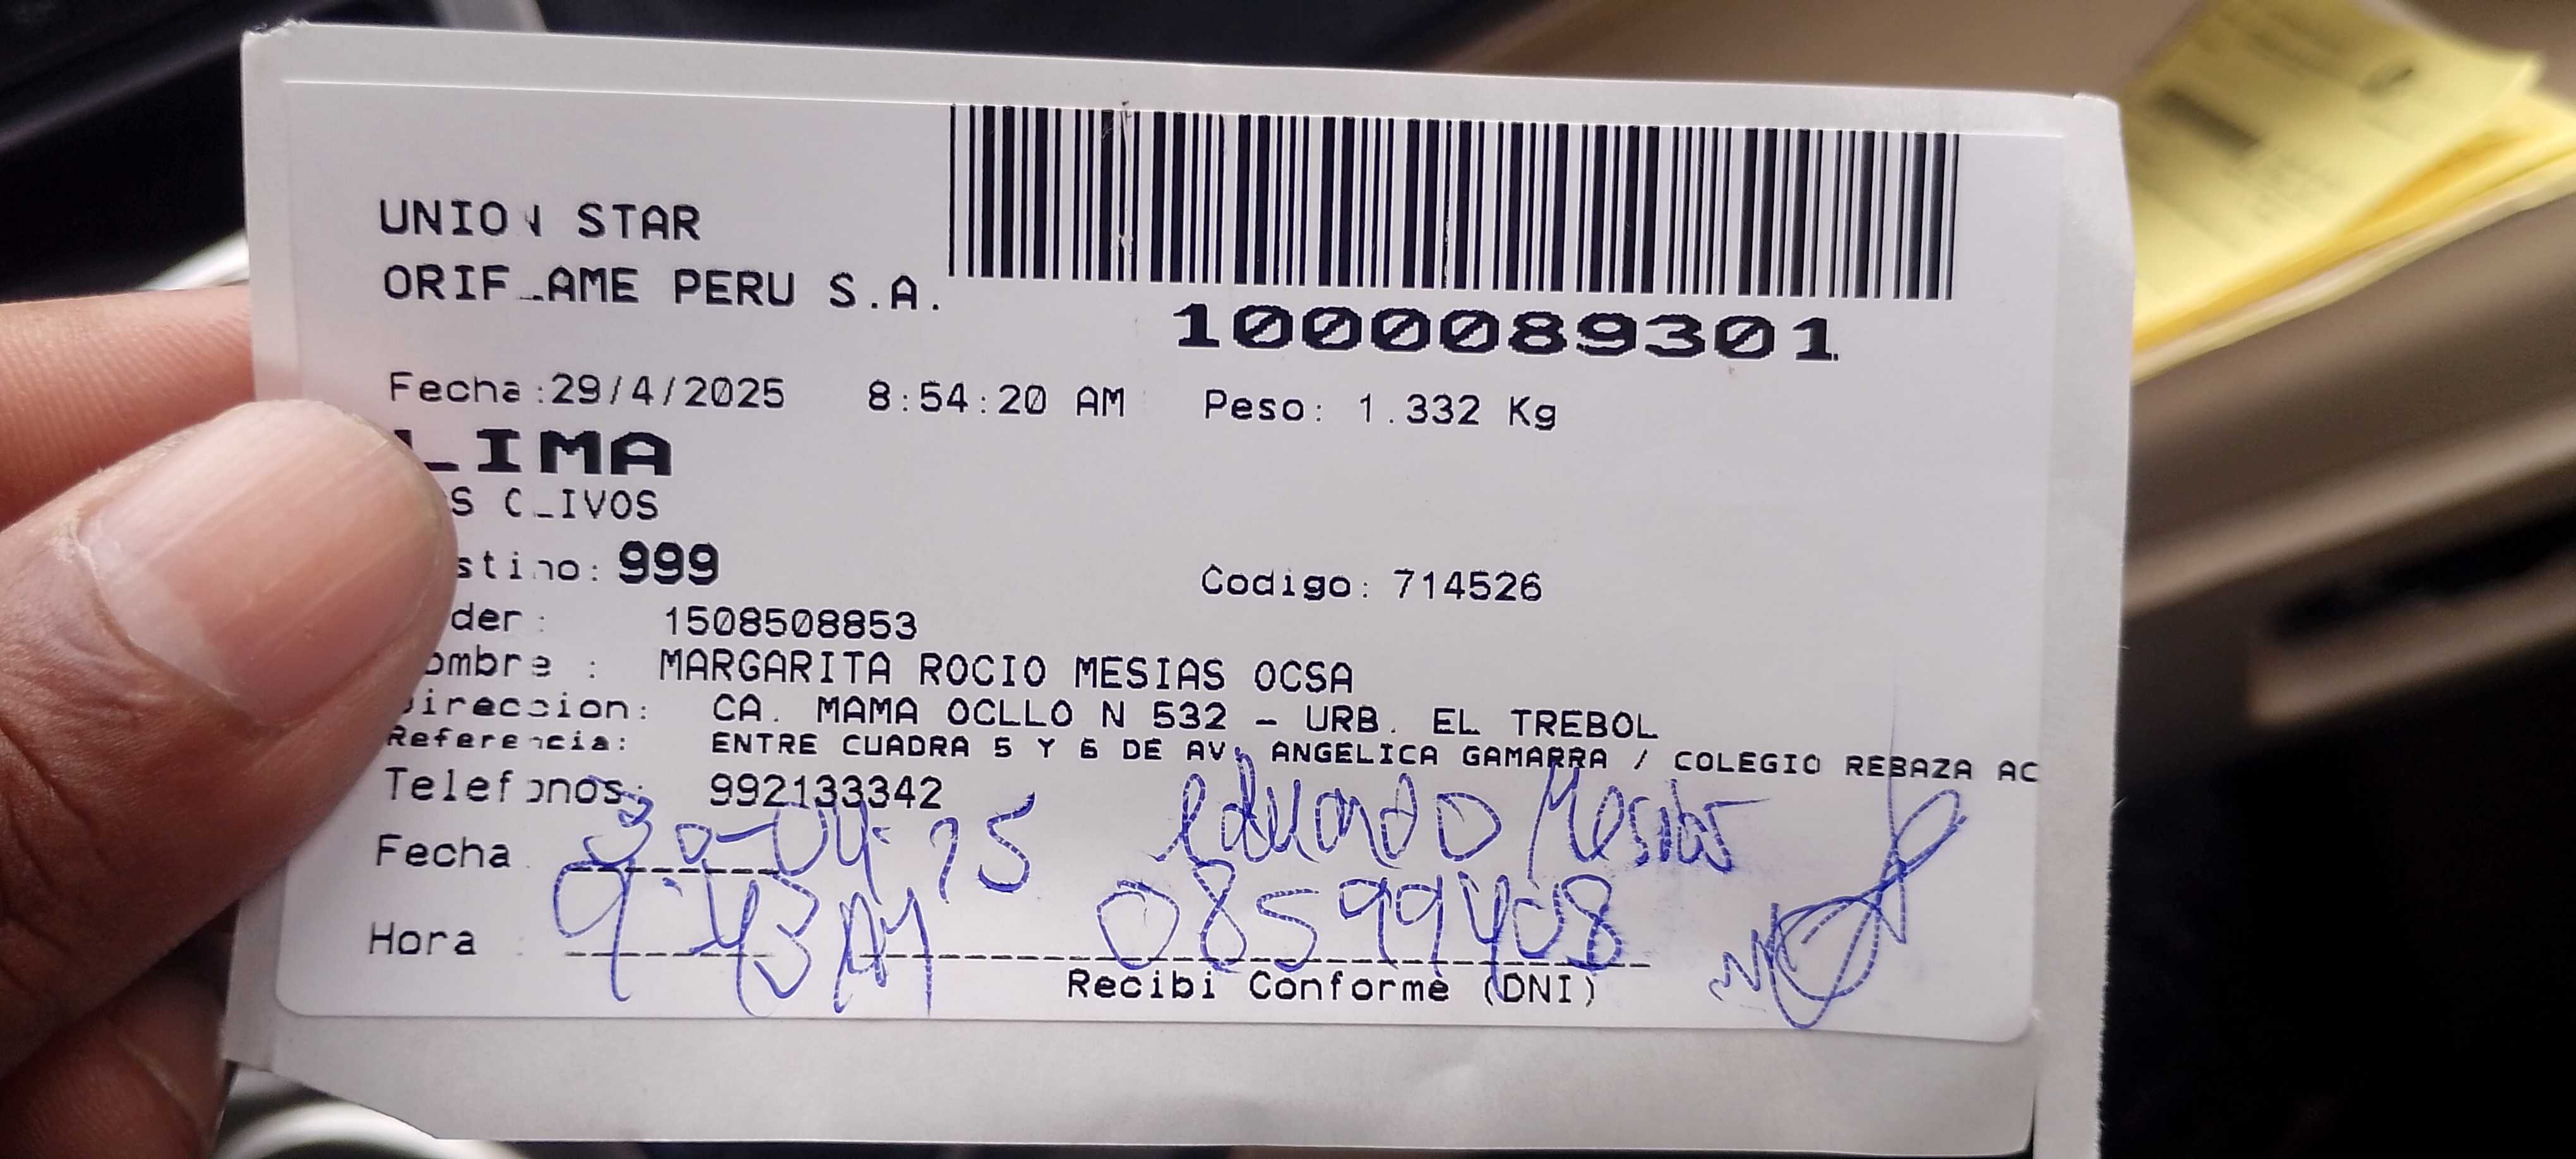 UNION STAR
ORIFLAME PERU S.A.
1000089301
Fecha :29/4/2025 8:54:20 AM Peso: 1.332 Kg
LIMA
S OLIVOS
stino: 999 Codigo: 714526
der : 1508508853
ombre : MARGARITA ROCIO MESIAS OCSA
Direccion: CA. MAMA OCLLO N 532 - URB. EL TREBOL
Referencia: ENTRE CUADRA 5 Y 6 DE AV. ANGELICA GAMARRA / COLEGIO REBAZA AC
Telefonos: 992133342
Fecha : 30-04-25 eduardo Mesias
Hora : 9:43 AM 08599408
Recibi Conforme (DNI)